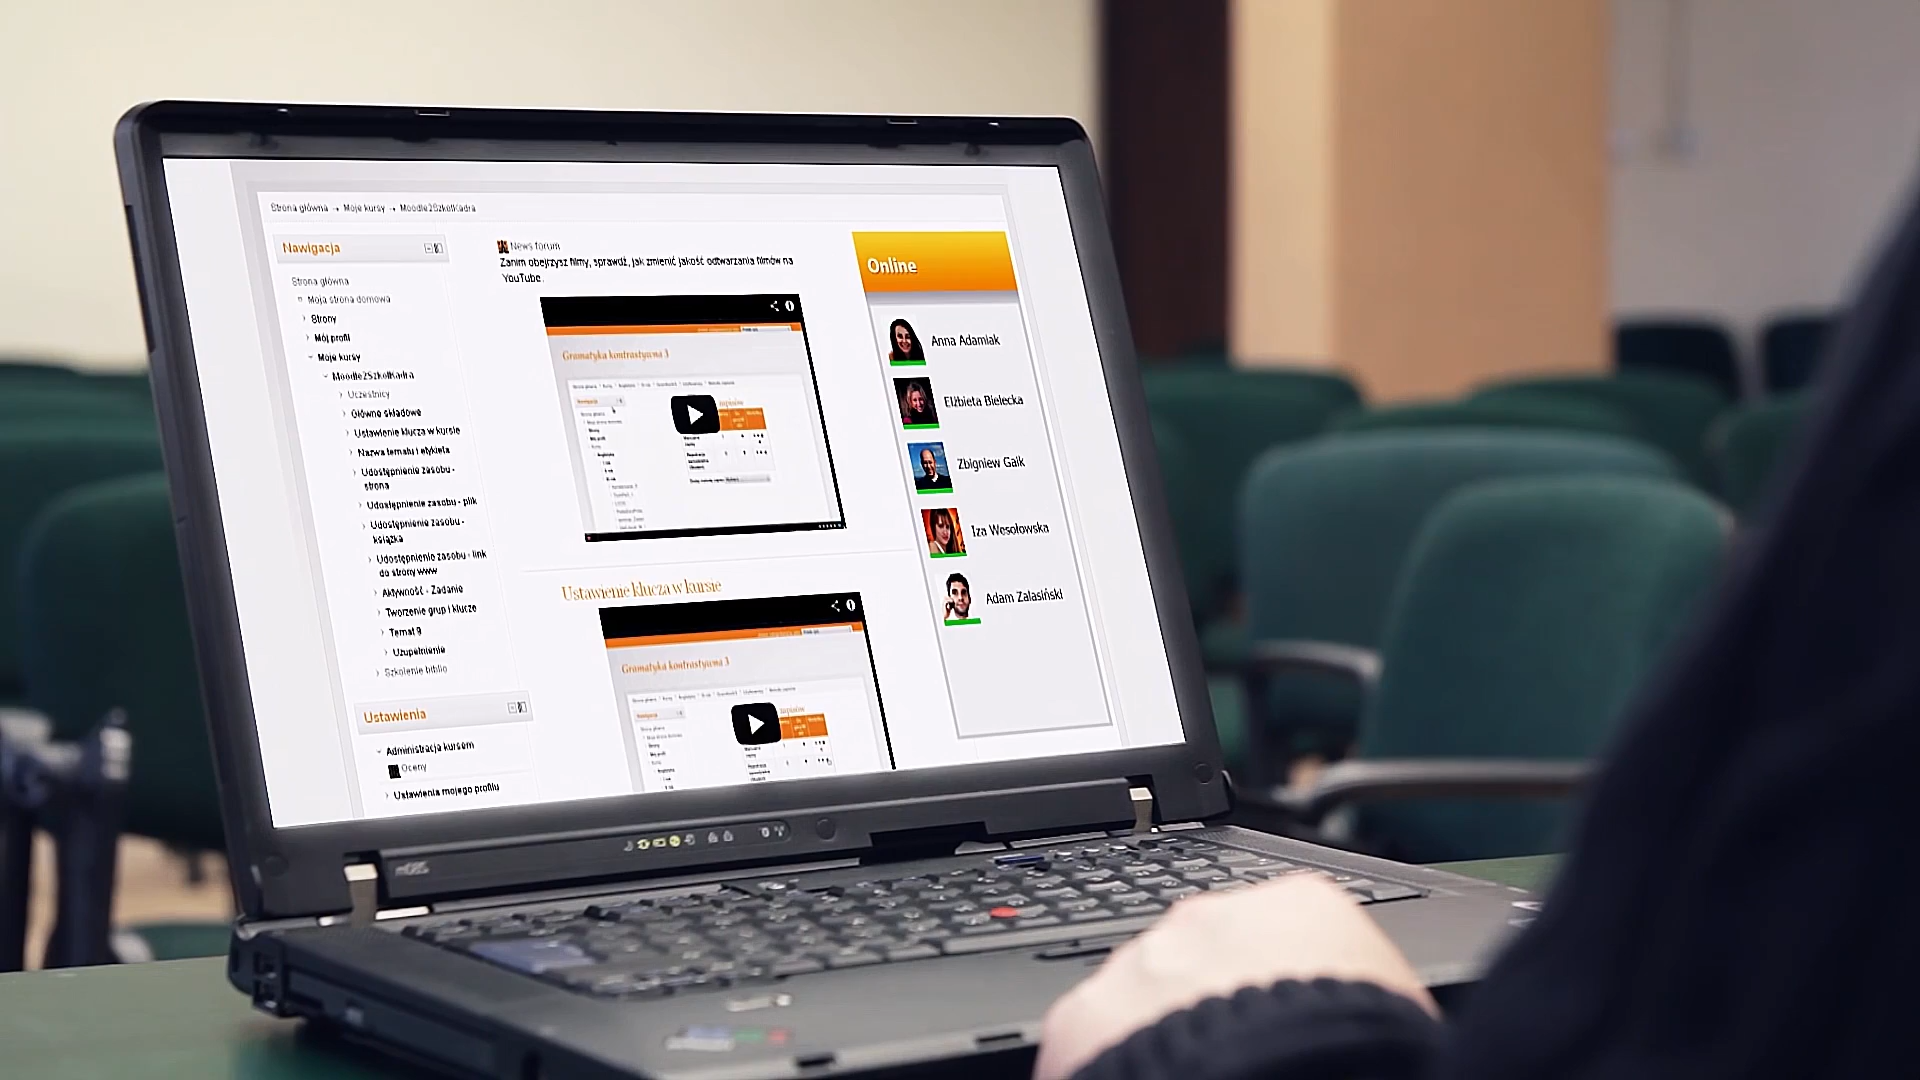 Strona główna → Moje kursy → Moodle2SzkolKadra
Nawigacja
Strona główna
Moja strona domowa
Strony
Mój profil
Moje kursy
Moodle2SzkolKadra
Uczestnicy
Główne składowe
Ustawienie klucza w kursie
Nazwa tematu i etykieta
Udostępnienie zasobu -
strona
Udostępnienie zasobu - plik
Udostępnienie zasobu -
książka
Udostępnienie zasobu - link
do strony www
Aktywność - Zadanie
Tworzenie grup i klucze
Temat 9
Uzupełnienie
Szkolenie biblio
Ustawienia
Administracja kursem
Oceny
Ustawienia mojego profilu
News forum
Zanim obejrzysz filmy, sprawdź, jak zmienić jakość odtwarzania filmów na
YouTube.
Gramatyka kontrastywna 3
Nawigacja
Ustawienie klucza w kursie
Gramatyka kontrastywna 3
Nawigacja
Online
Anna Adamiak
Elżbieta Bielecka
Zbigniew Gaik
Iza Wesołowska
Adam Zalasiński